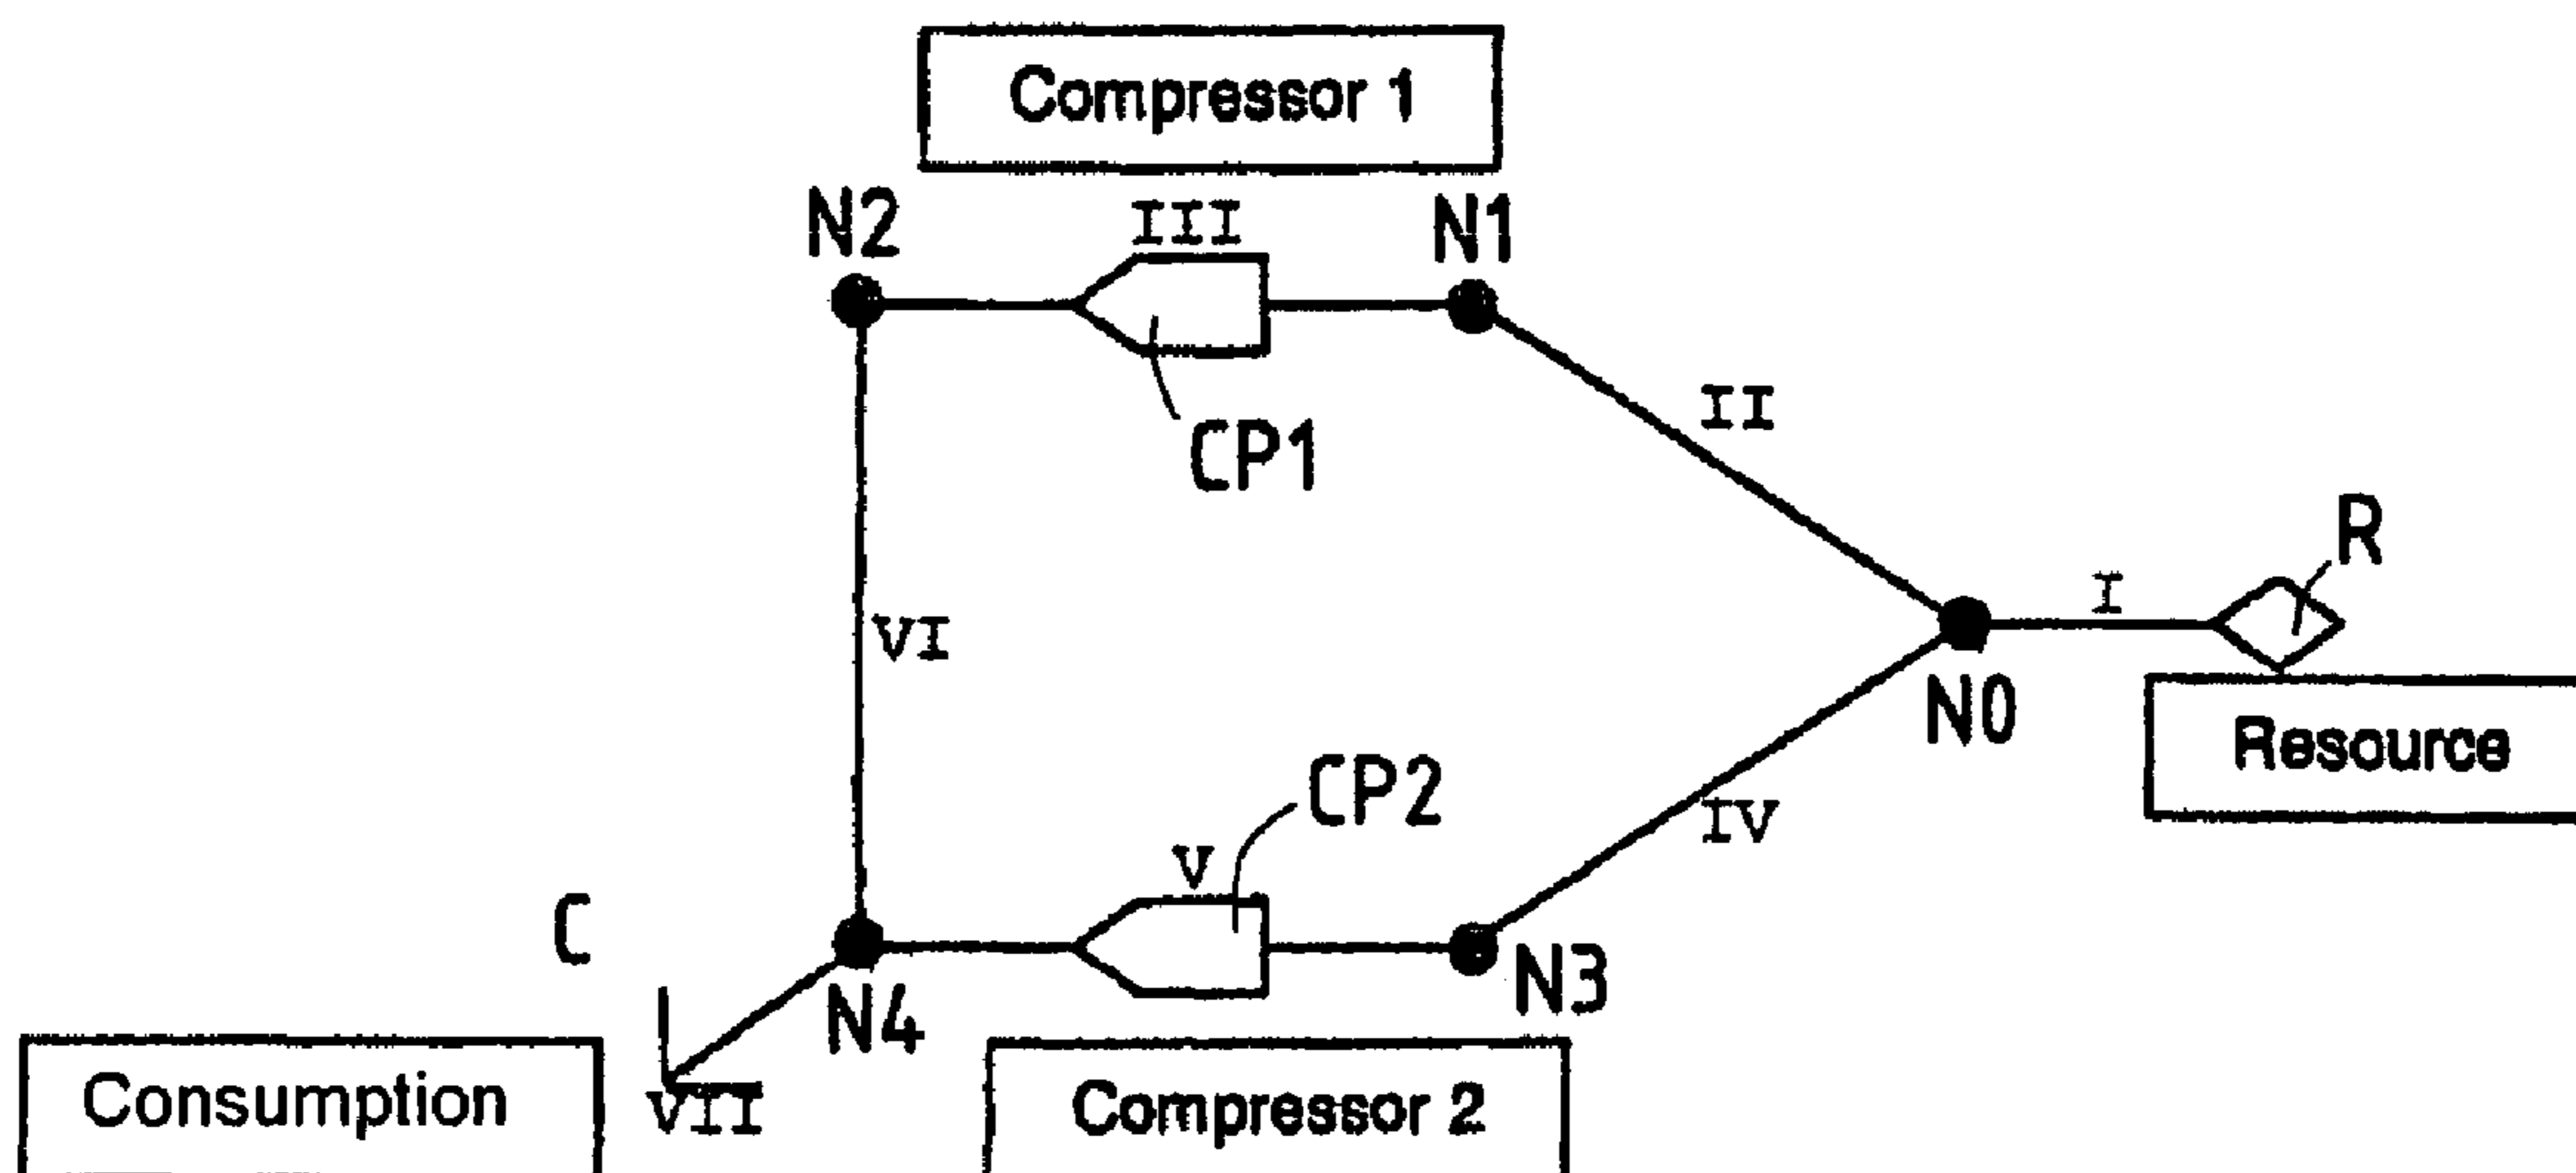 Compressor 1
N2
III
N1
CP1
II
R
I
VI
N0
Resource
CP2
IV
V
C
N3
N4
Consumption
VII
Compressor 2